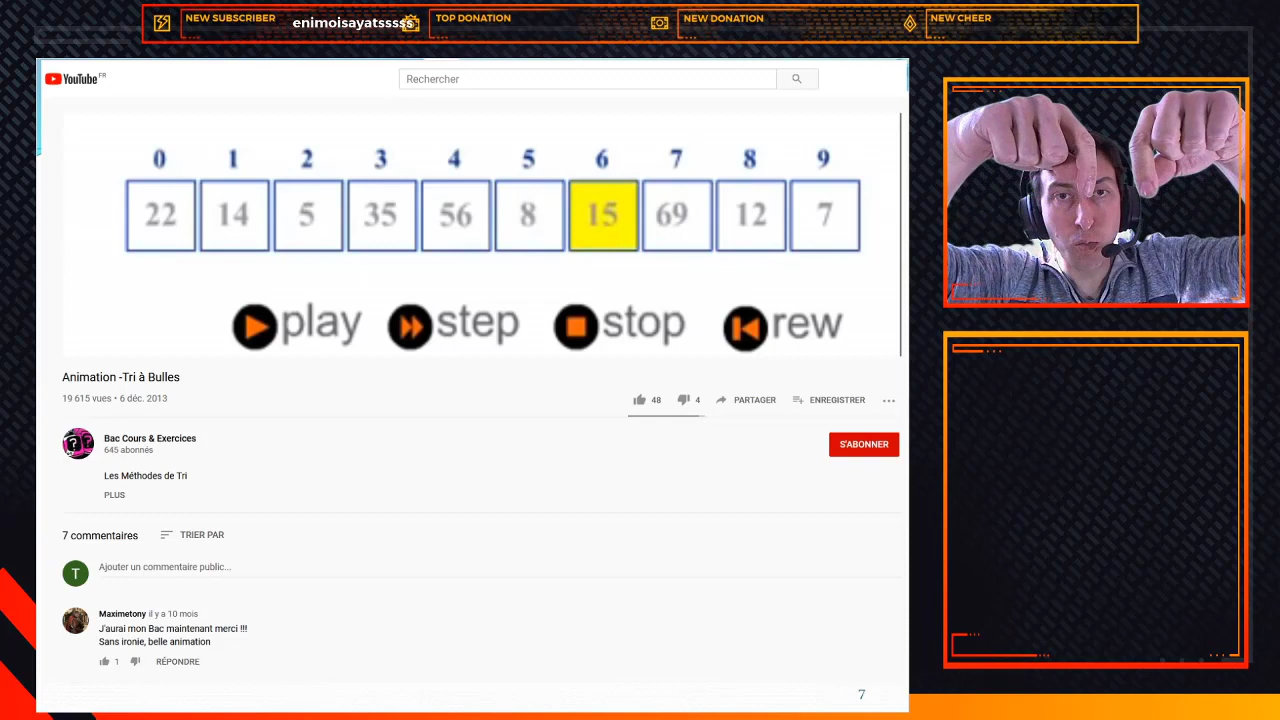 NEW SUBSCRIBER
enimoisayatsssss
TOP DONATION
NEW DONATION
NEW CHEER
YouTube FR
Rechercher
0 1 2 3 4 5 6 7 8 9
22 14 5 35 56 8 15 69 12 7
play step stop rew
Animation -Tri à Bulles
19 615 vues • 6 déc. 2013
48 4 PARTAGER ENREGISTRER
Bac Cours & Exercices
645 abonnés
S'ABONNER
Les Méthodes de Tri
PLUS
7 commentaires TRIER PAR
T Ajouter un commentaire public...
Maximetony il y a 10 mois
J'aurai mon Bac maintenant merci !!!
Sans ironie, belle animation
1 RÉPONDRE
7